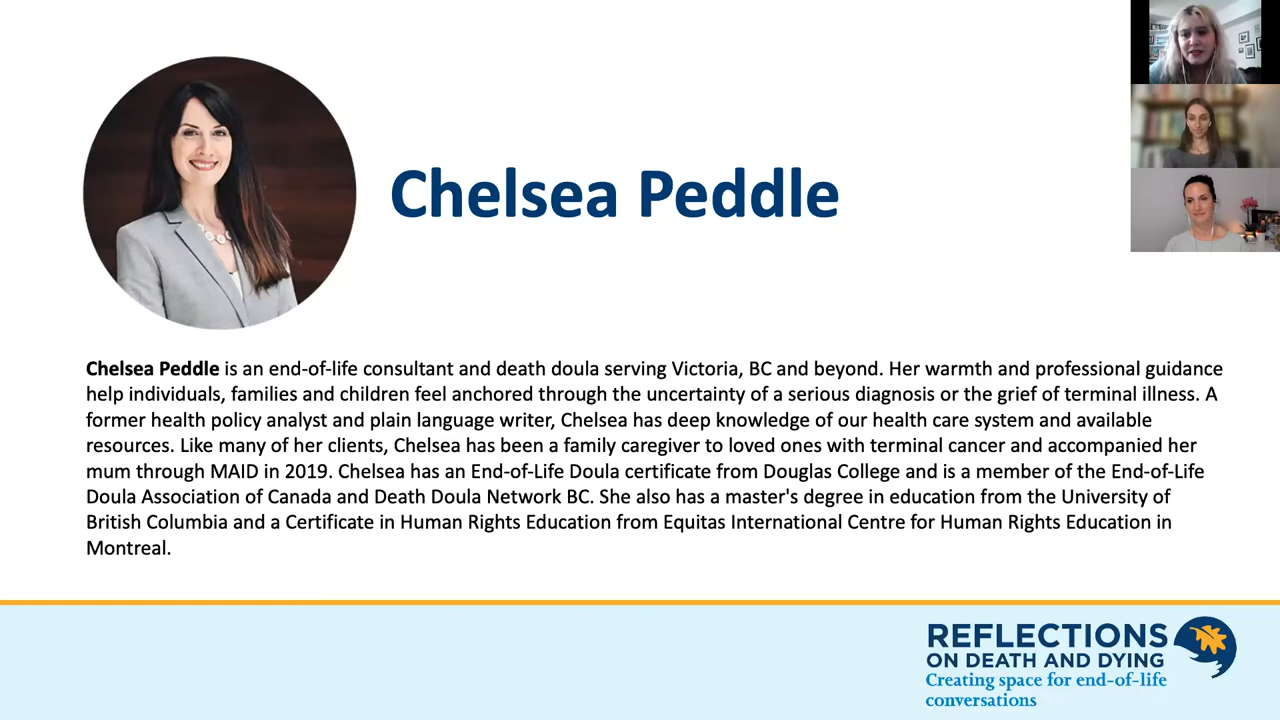 Chelsea Peddle
Chelsea Peddle is an end-of-life consultant and death doula serving Victoria, BC and beyond. Her warmth and professional guidance
help individuals, families and children feel anchored through the uncertainty of a serious diagnosis or the grief of terminal illness. A
former health policy analyst and plain language writer, Chelsea has deep knowledge of our health care system and available
resources. Like many of her clients, Chelsea has been a family caregiver to loved ones with terminal cancer and accompanied her
mum through MAID in 2019. Chelsea has an End-of-Life Doula certificate from Douglas College and is a member of the End-of-Life
Doula Association of Canada and Death Doula Network BC. She also has a master's degree in education from the University of
British Columbia and a Certificate in Human Rights Education from Equitas International Centre for Human Rights Education in
Montreal.
REFLECTIONS
ON DEATH AND DYING
Creating space for end-of-life
conversations